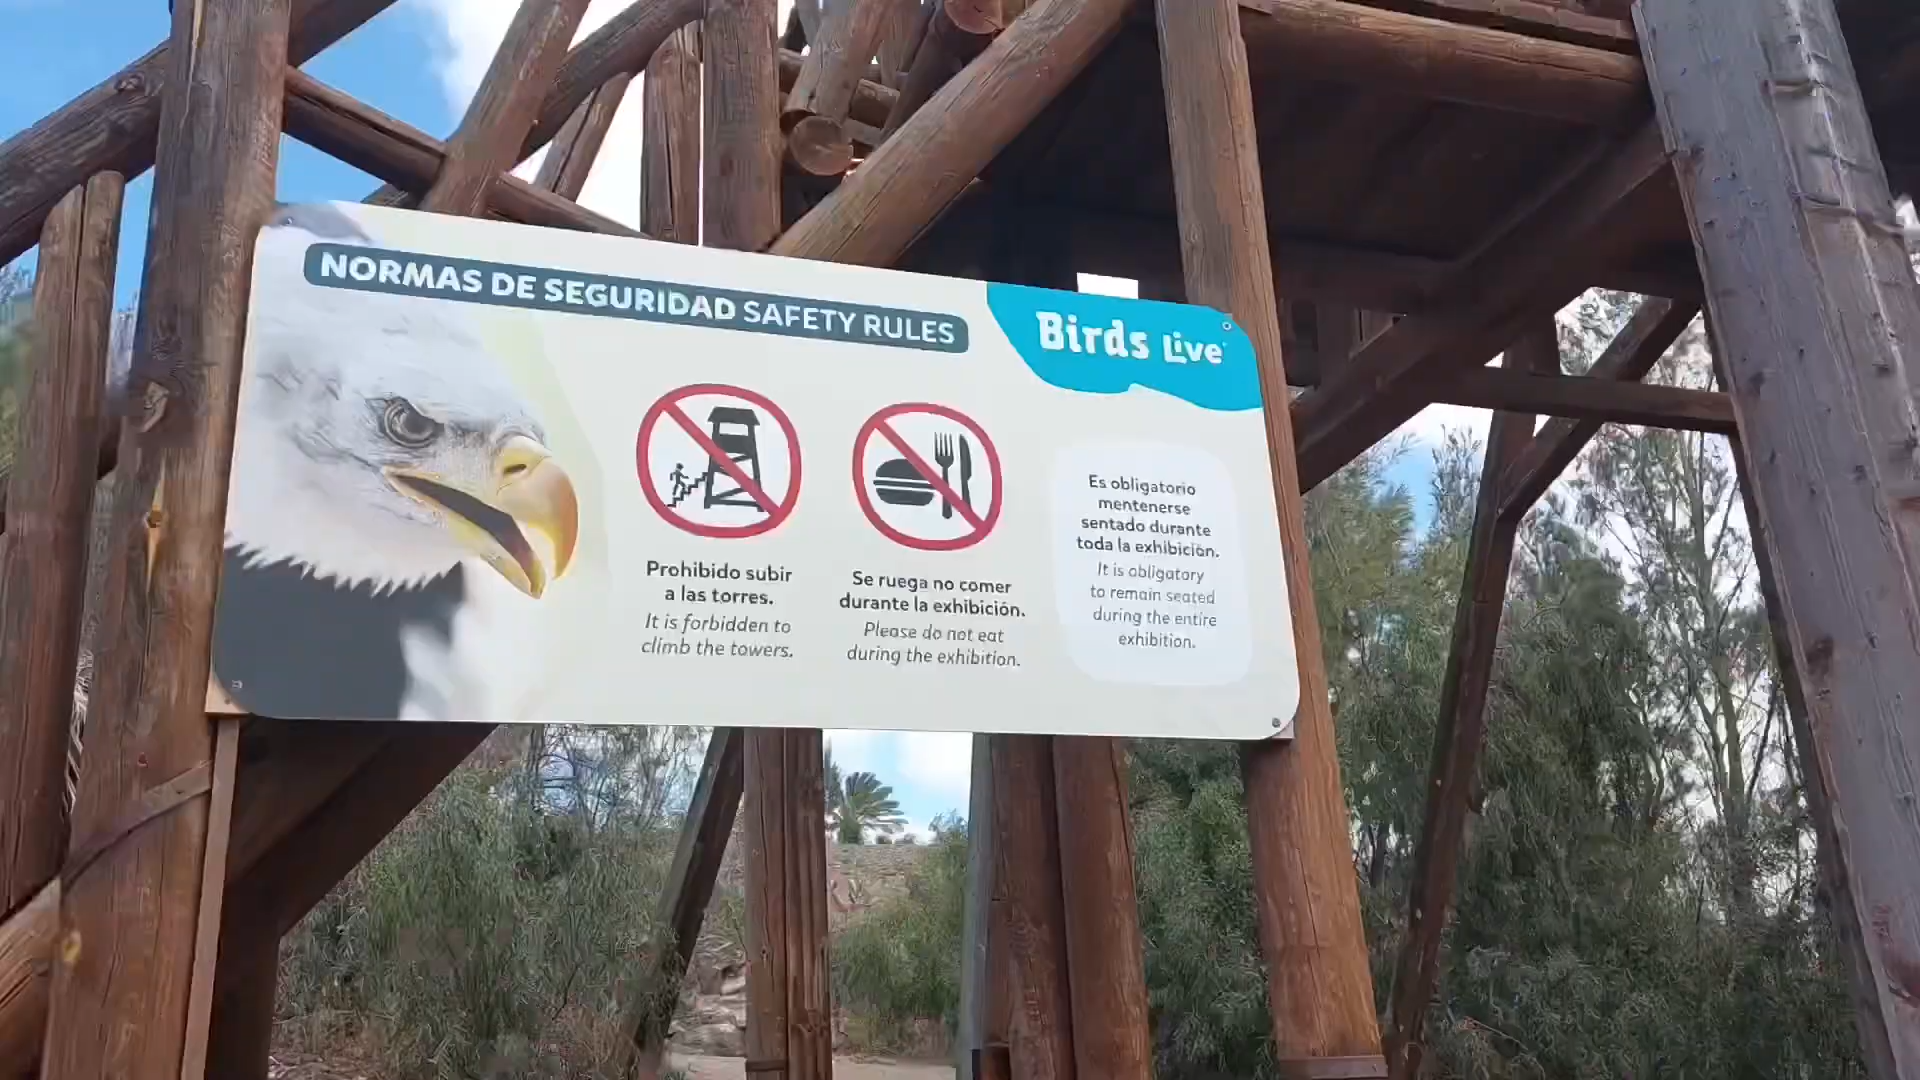 NORMAS DE SEGURIDAD SAFETY RULES
Birds Live
Prohibido subir
a las torres.
It is forbidden to
climb the towers.
Se ruega no comer
durante la exhibición.
Please do not eat
during the exhibition.
Es obligatorio
mentenerse
sentado durante
toda la exhibición.
It is obligatory
to remain seated
during the entire
exhibition.